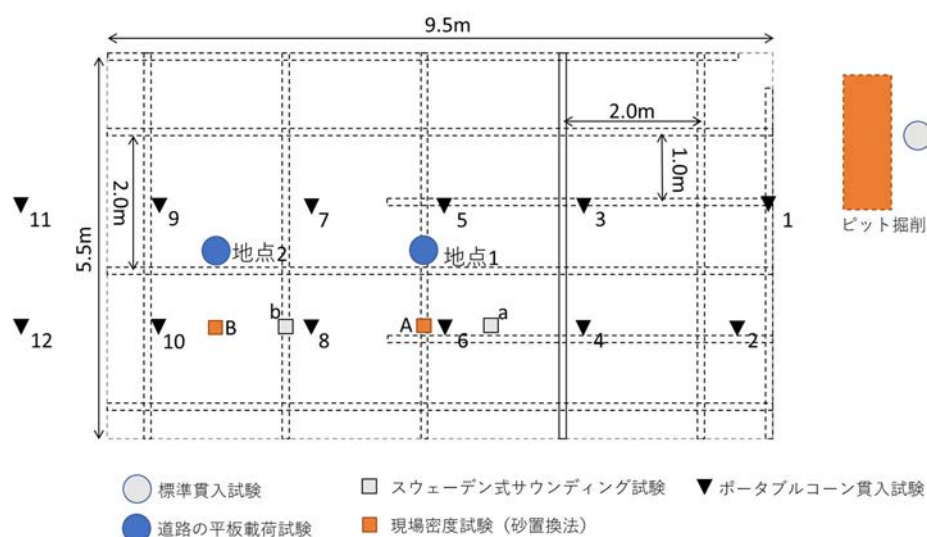 9.5m
2.0m
1.0m
2.0m
5.5m
ピット掘削
11
9
7
5
3
1
地点2
地点1
12
10
B
b
8
A
6
a
4
2
標準貫入試験
スウェーデン式サウンディング試験
ポータブルコーン貫入試験
道路の平板載荷試験
現場密度試験（砂置換法）